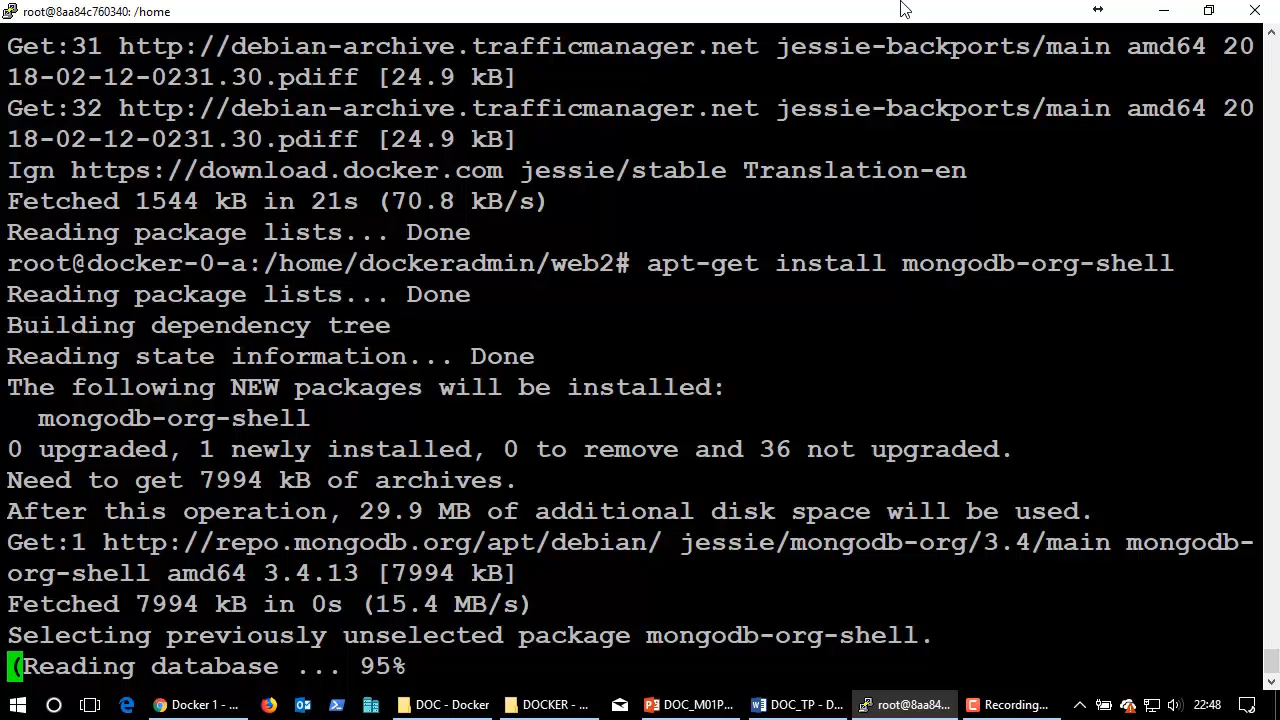 root@8aa84c760340: /home
Get:31 http://debian-archive.trafficmanager.net jessie-backports/main amd64 20
18-02-12-0231.30.pdiff [24.9 kB]
Get:32 http://debian-archive.trafficmanager.net jessie-backports/main amd64 20
18-02-12-0231.30.pdiff [24.9 kB]
Ign https://download.docker.com jessie/stable Translation-en
Fetched 1544 kB in 21s (70.8 kB/s)
Reading package lists... Done
root@docker-0-a:/home/dockeradmin/web2# apt-get install mongodb-org-shell
Reading package lists... Done
Building dependency tree
Reading state information... Done
The following NEW packages will be installed:
  mongodb-org-shell
0 upgraded, 1 newly installed, 0 to remove and 36 not upgraded.
Need to get 7994 kB of archives.
After this operation, 29.9 MB of additional disk space will be used.
Get:1 http://repo.mongodb.org/apt/debian/ jessie/mongodb-org/3.4/main mongodb-
org-shell amd64 3.4.13 [7994 kB]
Fetched 7994 kB in 0s (15.4 MB/s)
Selecting previously unselected package mongodb-org-shell.
(Reading database ... 95%
Docker 1 - ... DOC - Docker DOCKER - ... DOC_M01P... DOC_TP - D... root@8aa84... Recording... 22:48